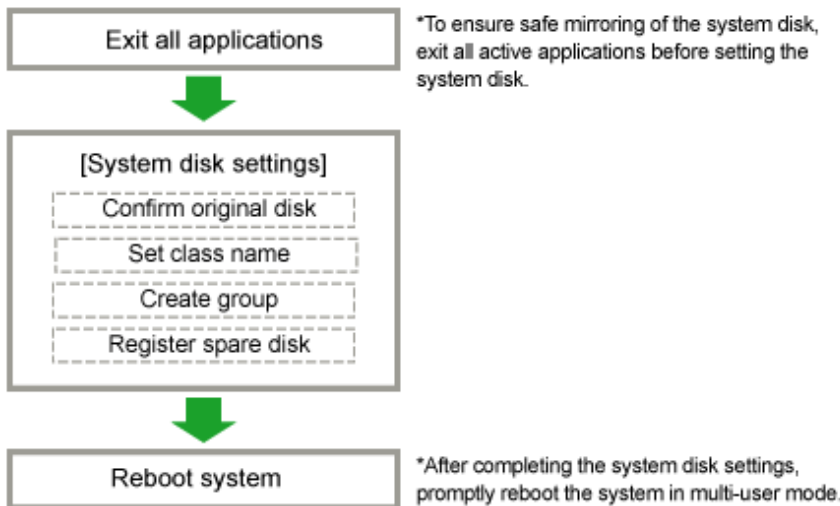 Exit all applications
*To ensure safe mirroring of the system disk,
exit all active applications before setting the
system disk.
[System disk settings]
Confirm original disk
Set class name
Create group
Register spare disk
Reboot system
*After completing the system disk settings,
promptly reboot the system in multi-user mode.